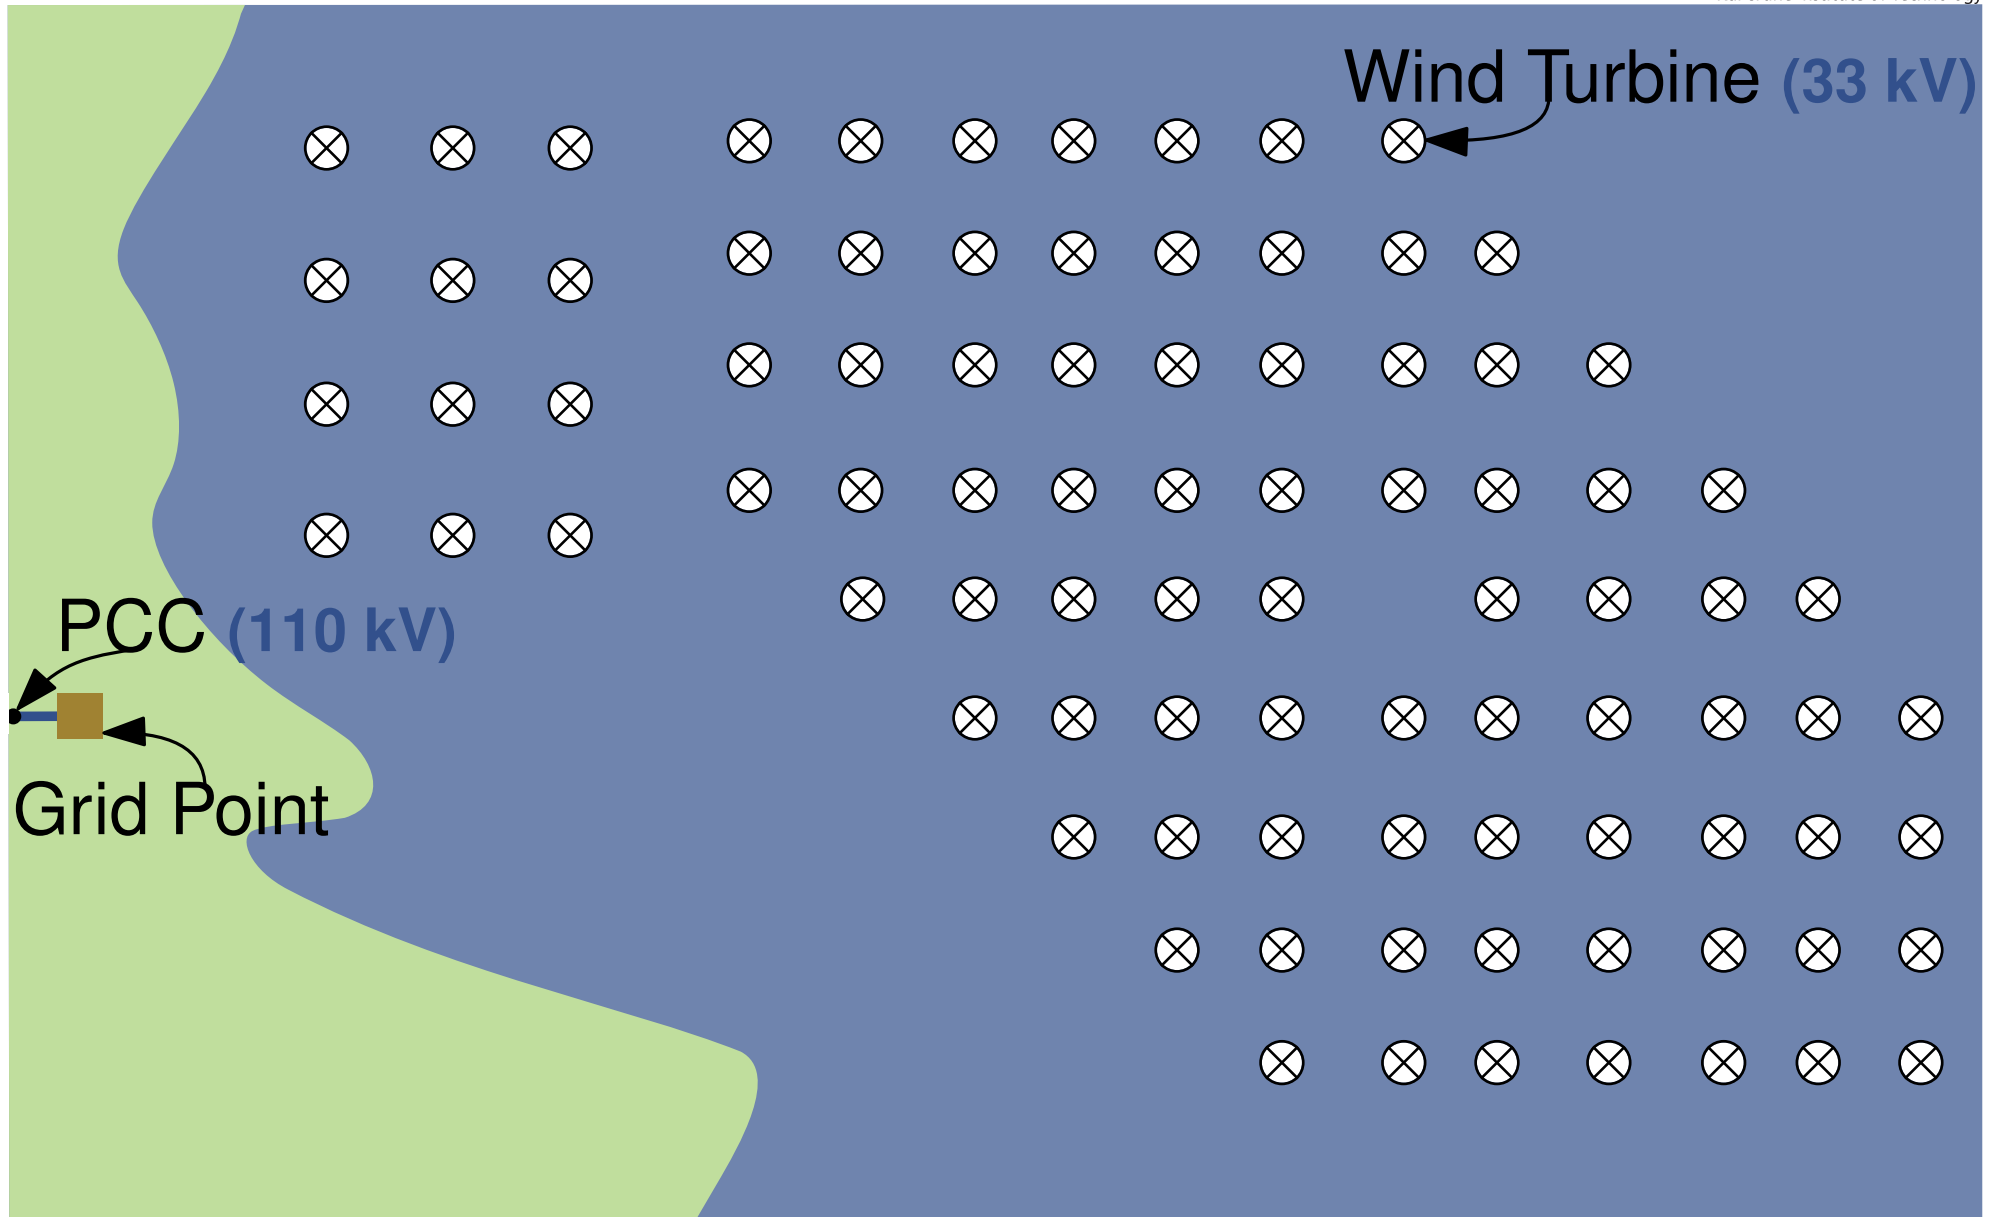 Wind Turbine (33 kV)
PCC (110 kV)
Grid Point